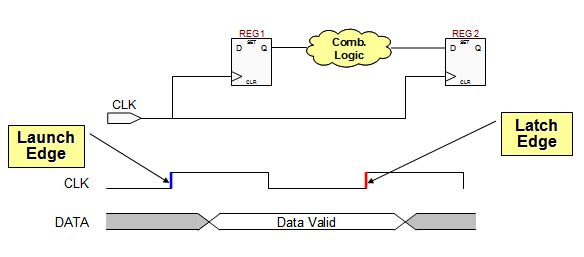 REG1
REG2
SET
D
Q
CLR
Comb.
Logic
SET
D
Q
CLR
CLK
Launch
Edge
Latch
Edge
CLK
DATA
Data Valid